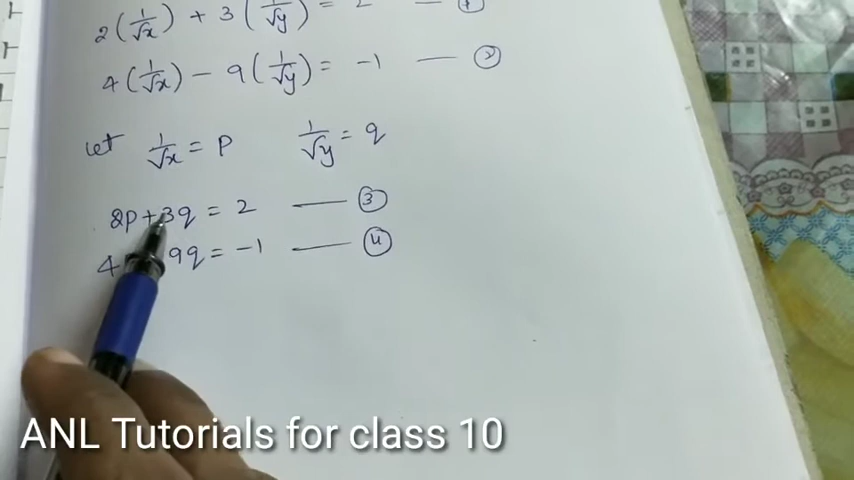 2(1/√x) + 3(1/√y) = 2 —— ①
4(1/√x) − 9(1/√y) = −1 —— ②
Let 1/√x = p 1/√y = q
2p+3q = 2 —— ③
4 9q = −1 —— ④
ANL Tutorials for class 10